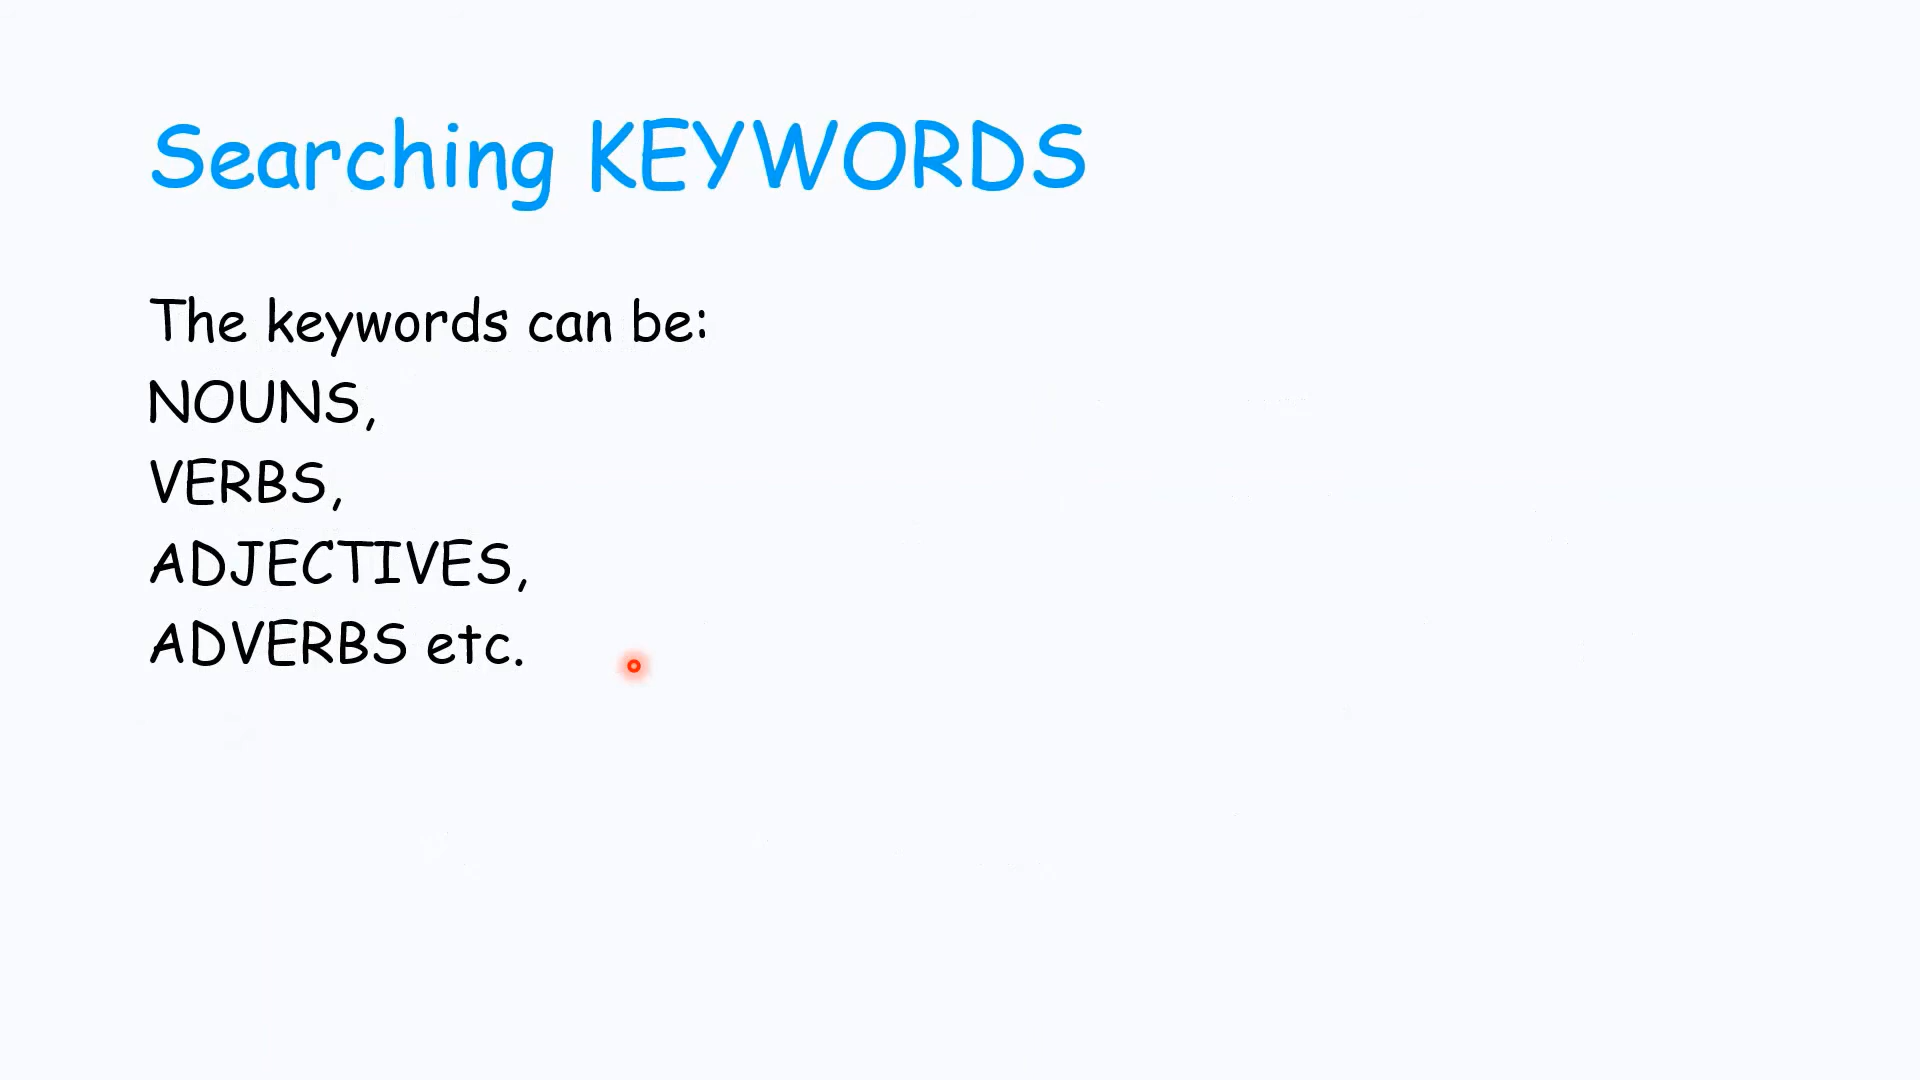 Searching KEYWORDS
The keywords can be:
NOUNS,
VERBS,
ADJECTIVES,
ADVERBS etc.